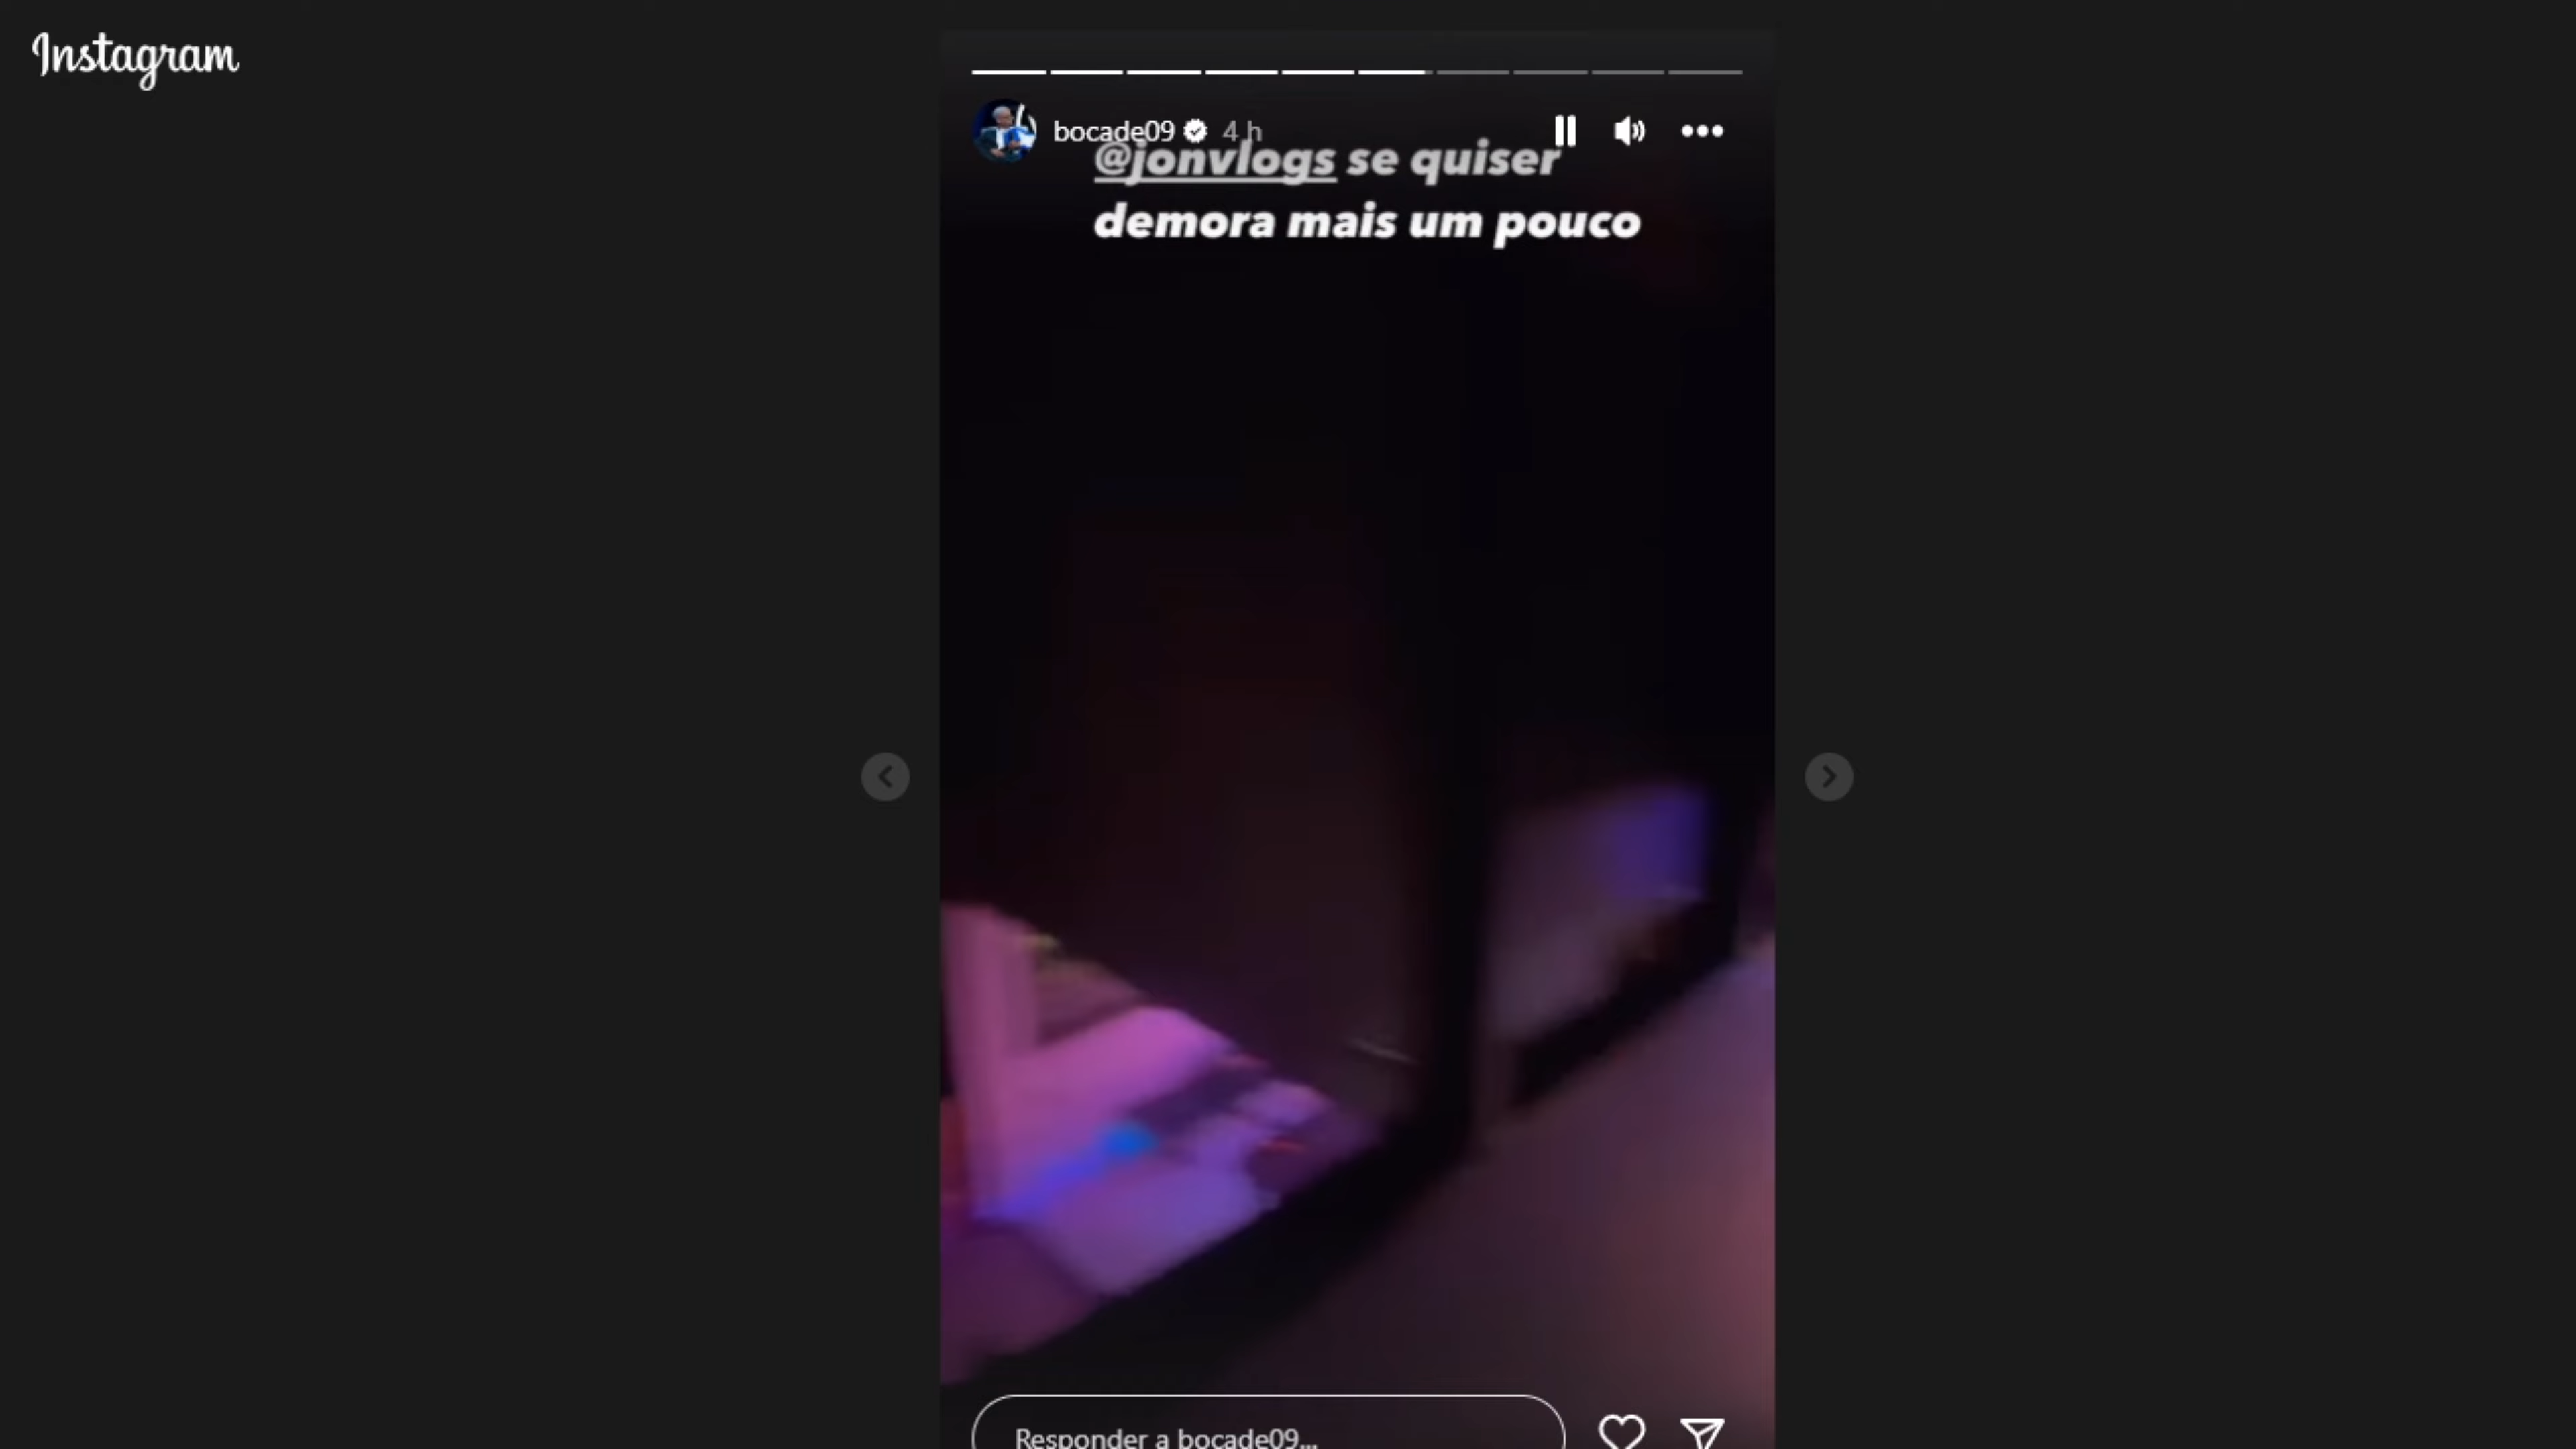 Instagram
bocade09 4 h
@jonvlogs se quiser
demora mais um pouco
Responder a bocade09...